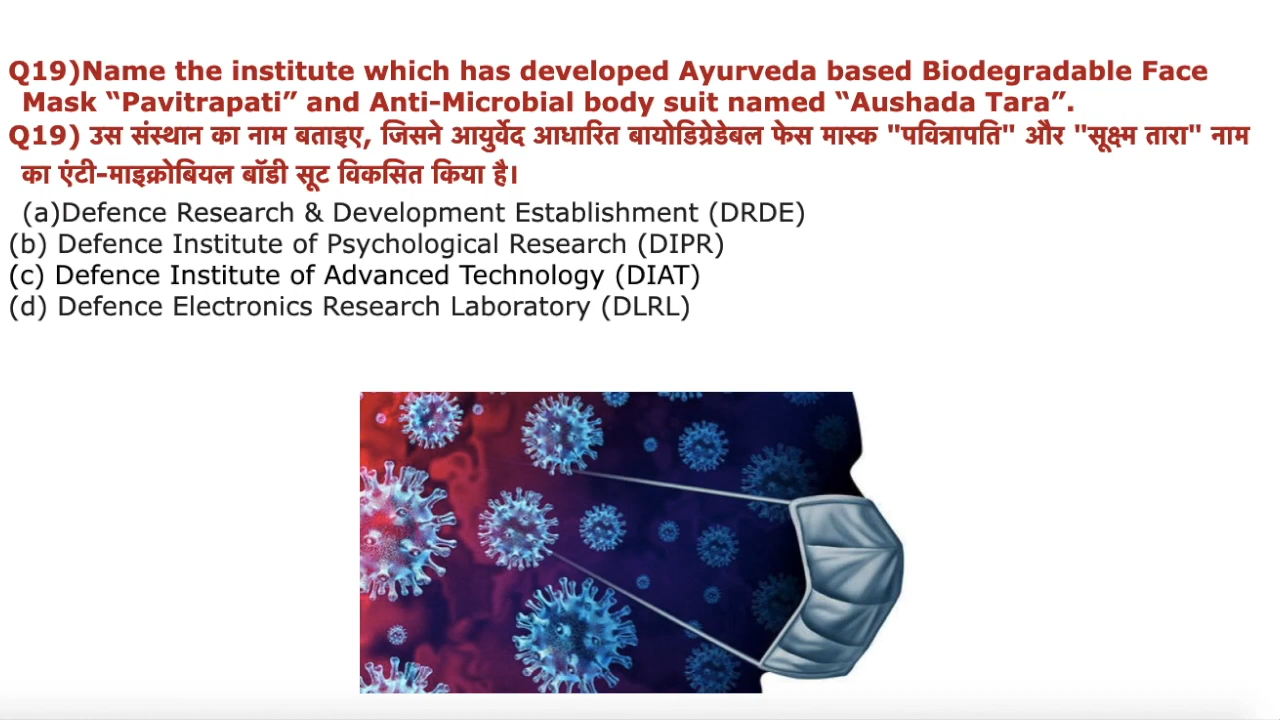 Q19)Name the institute which has developed Ayurveda based Biodegradable Face
Mask “Pavitrapati” and Anti-Microbial body suit named “Aushada Tara”.
Q19) उस संस्थान का नाम बताइए, जिसने आयुर्वेद आधारित बायोडिग्रेडेबल फेस मास्क "पवित्रापति" और "सूक्ष्म तारा" नाम
का एंटी-माइक्रोबियल बॉडी सूट विकसित किया है।
(a)Defence Research & Development Establishment (DRDE)
(b) Defence Institute of Psychological Research (DIPR)
(c) Defence Institute of Advanced Technology (DIAT)
(d) Defence Electronics Research Laboratory (DLRL)